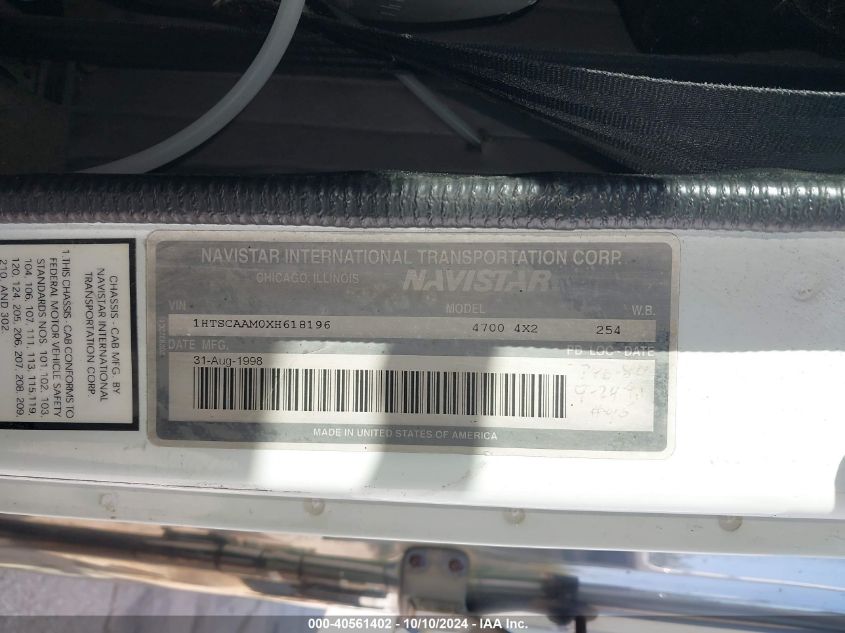 NAVISTAR INTERNATIONAL TRANSPORTATION CORP.
CHICAGO, ILLINOIS
NAVISTAR
VIN
MODEL
W.B.
1HTSCAAM0XH618196
4700 4X2
254
DATE MFG.
PB LOC - DATE
31-Aug-1998
MADE IN UNITED STATES OF AMERICA
CHASSIS - CAB MFG. BY
NAVISTAR INTERNATIONAL
TRANSPORTATION CORP.
1. THIS CHASSIS - CAB CONFORMS TO
FEDERAL MOTOR VEHICLE SAFETY
STANDARDS NOS 101, 102, 103,
104, 106, 107, 111, 113, 115, 119,
120, 124, 205, 206, 207, 208, 209,
210, AND 302.
000-40561402 - 10/10/2024 - IAA Inc.